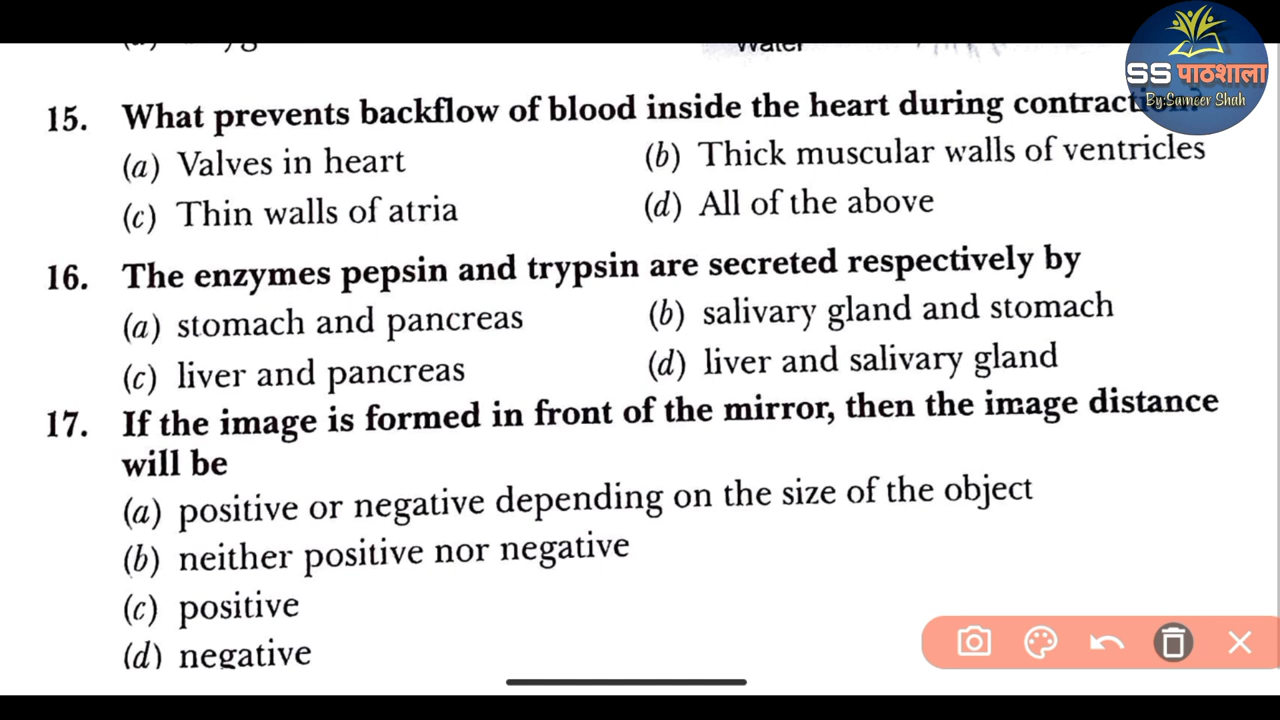 Water
SS पाठशाला
By:Sameer Shah
15. What prevents backflow of blood inside the heart during
(a) Valves in heart (b) Thick muscular walls of ventricles
(c) Thin walls of atria (d) All of the above
16. The enzymes pepsin and trypsin are secreted respectively by
(a) stomach and pancreas (b) salivary gland and stomach
(c) liver and pancreas (d) liver and salivary gland
17. If the image is formed in front of the mirror, then the image distance
will be
(a) positive or negative depending on the size of the object
(b) neither positive nor negative
(c) positive
(d) negative